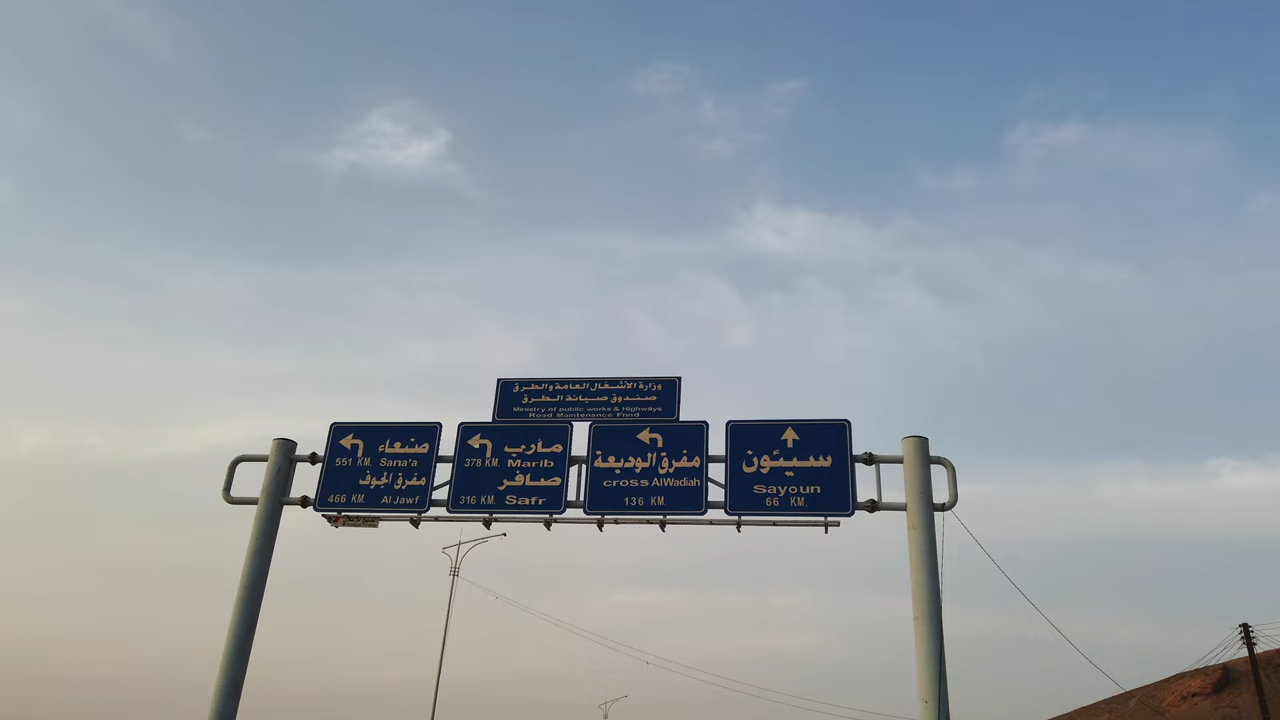 وزارة الأشغال العامة والطرق
صندوق صيانة الطرق
Ministry of public works & Highways
Road Maintenance Fnnd
صنعاء
551 KM. Sana'a
مفرق الجوف
466 KM. Al Jawf
مأرب
378 KM. Marib
صافر
316 KM. Safr
مفرق الوديعة
cross AlWadiah
136 KM.
سيئون
Sayoun
66 KM.